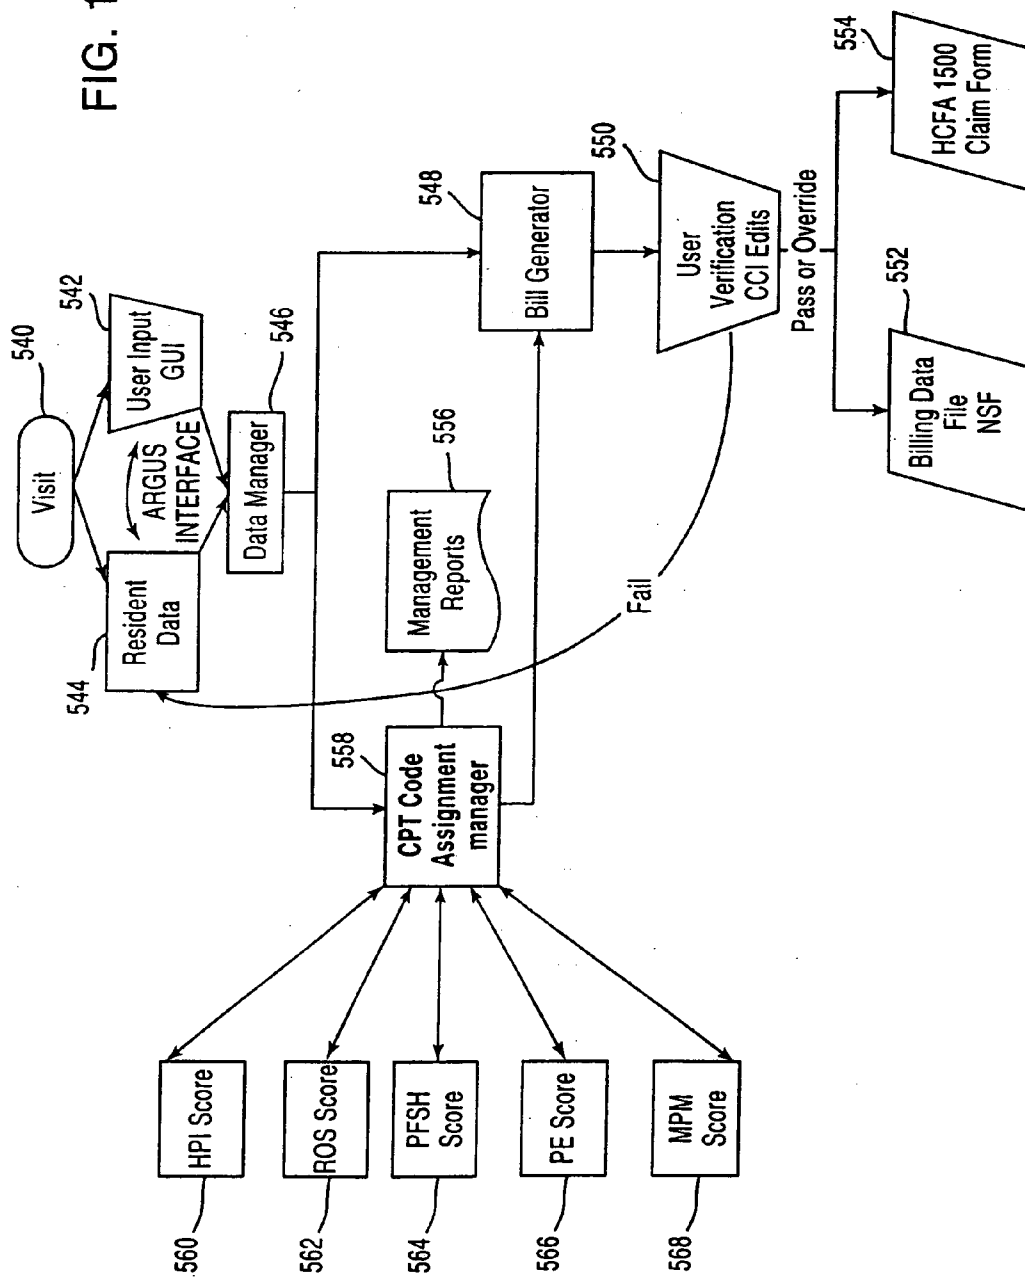 FIG. 1
540
Visit
542
User Input
GUI
544
Resident
Data
ARGUS
INTERFACE
546
Data Manager
548
Bill Generator
550
User
Verification
CCI Edits
Pass or Override
Fail
552
Billing Data
File
NSF
554
HCFA 1500
Claim Form
556
Management
Reports
558
CPT Code
Assignment
manager
560
HPI Score
562
ROS Score
564
PFSH
Score
566
PE Score
568
MPM
Score